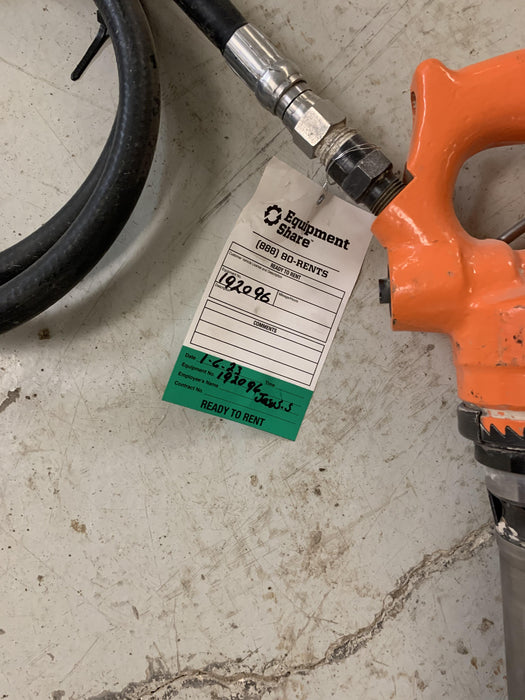 Equipment
Share™
(888) 80-RENTS
READY TO RENT
192096
COMMENTS
Date 1-6-23 Time
Equipment No. 192096
Employee's Name
Contract No.
READY TO RENT